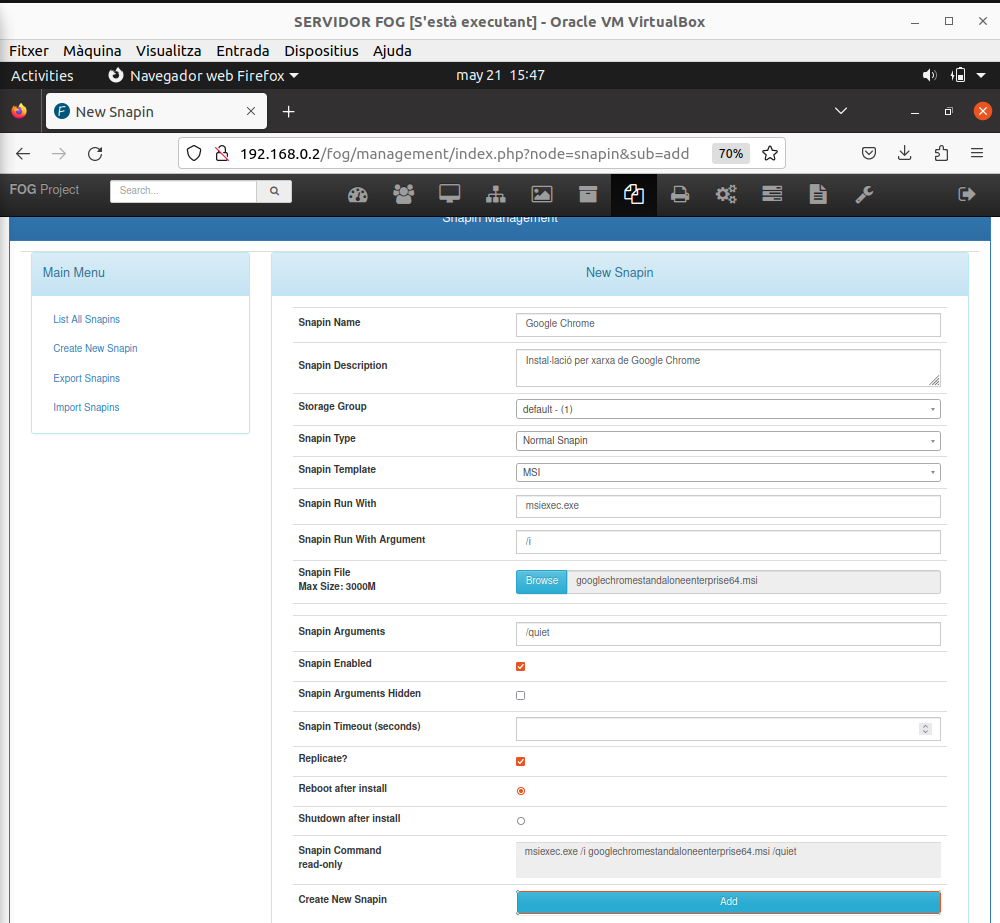 SERVIDOR FOG [S'està executant] - Oracle VM VirtualBox
Fitxer Màquina Visualitza Entrada Dispositius Ajuda
Activities Navegador web Firefox may 21 15:47
New Snapin
192.168.0.2/fog/management/index.php?node=snapin&sub=add 70%
FOG Project Search...
Snapin Management
Main Menu
List All Snapins
Create New Snapin
Export Snapins
Import Snapins
New Snapin
Snapin Name Google Chrome
Snapin Description Instal·lació per xarxa de Google Chrome
Storage Group default - (1)
Snapin Type Normal Snapin
Snapin Template MSI
Snapin Run With msiexec.exe
Snapin Run With Argument /i
Snapin File
Max Size: 3000M
Browse googlechromestandaloneenterprise64.msi
Snapin Arguments /quiet
Snapin Enabled
Snapin Arguments Hidden
Snapin Timeout (seconds)
Replicate?
Reboot after install
Shutdown after install
Snapin Command
read-only
msiexec.exe /i googlechromestandaloneenterprise64.msi /quiet
Create New Snapin Add